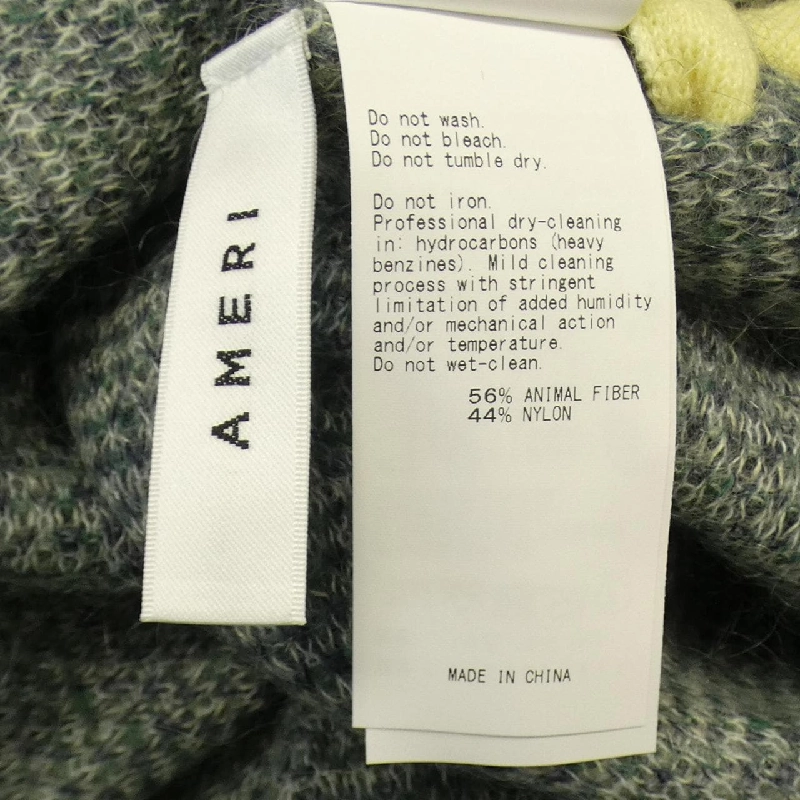 AMERI
Do not wash.
Do not bleach.
Do not tumble dry.
Do not iron.
Professional dry-cleaning
in: hydrocarbons (heavy
benzines). Mild cleaning
process with stringent
limitation of added humidity
and/or mechanical action
and/or temperature.
Do not wet-clean.
56% ANIMAL FIBER
44% NYLON
MADE IN CHINA